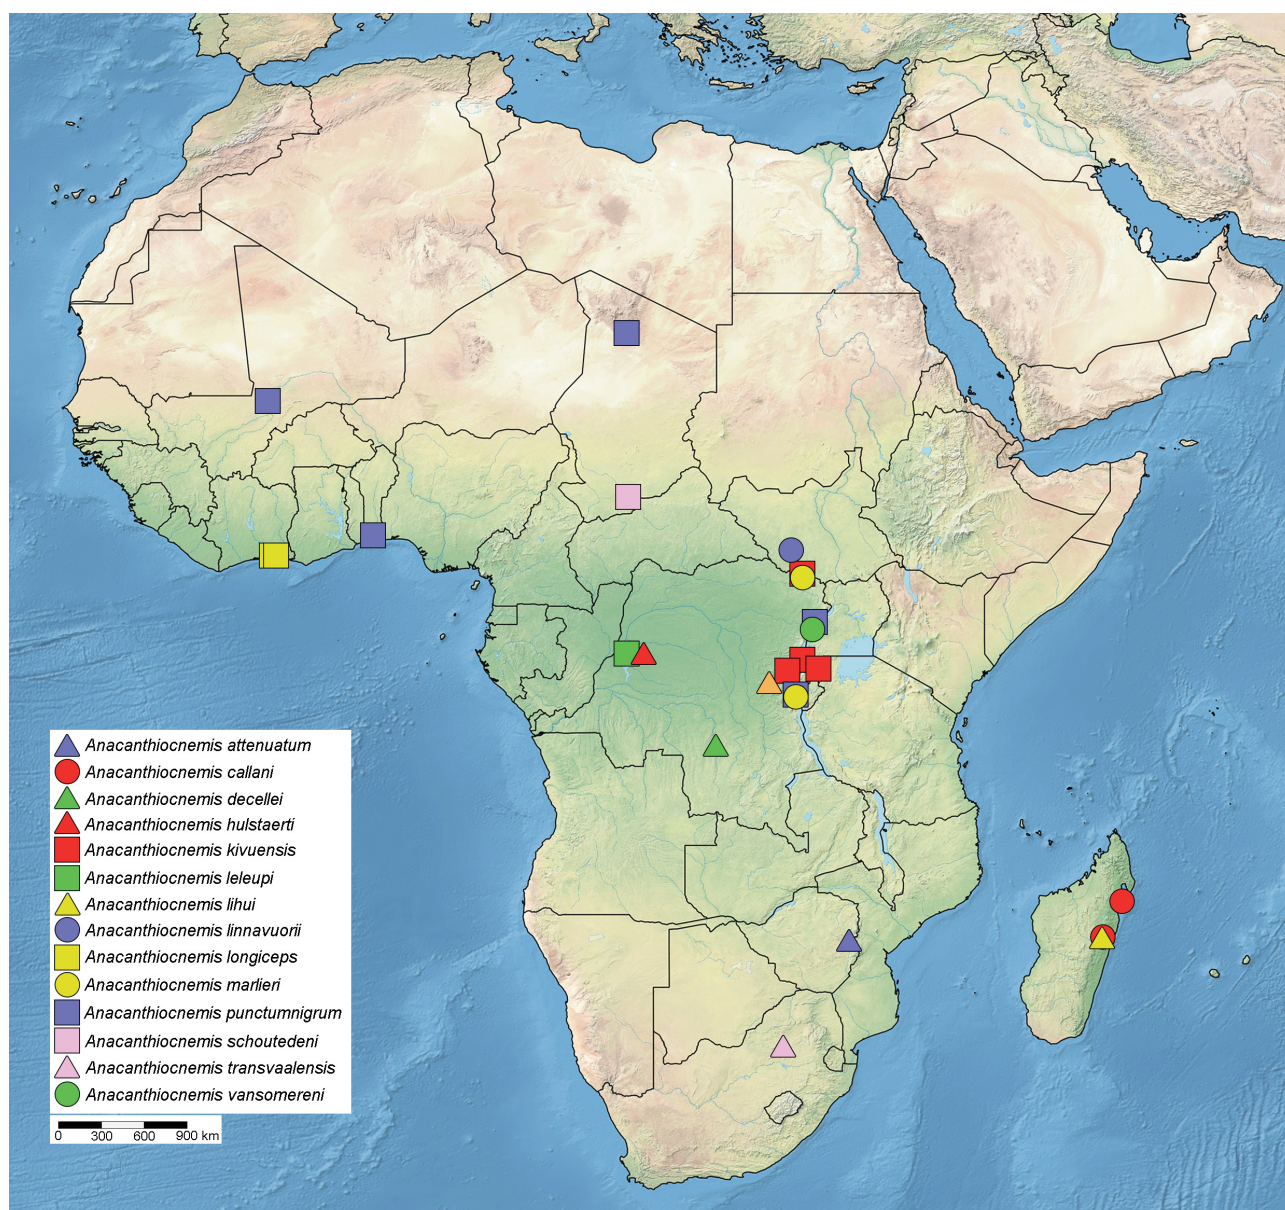 Anacanthiocnemis attenuatum
Anacanthiocnemis callani
Anacanthiocnemis decellei
Anacanthiocnemis hulstaerti
Anacanthiocnemis kivuensis
Anacanthiocnemis leleupi
Anacanthiocnemis lihui
Anacanthiocnemis linnavuorii
Anacanthiocnemis longiceps
Anacanthiocnemis marlieri
Anacanthiocnemis punctumnigrum
Anacanthiocnemis schoutedeni
Anacanthiocnemis transvaalensis
Anacanthiocnemis vansomereni
0 300 600 900 km